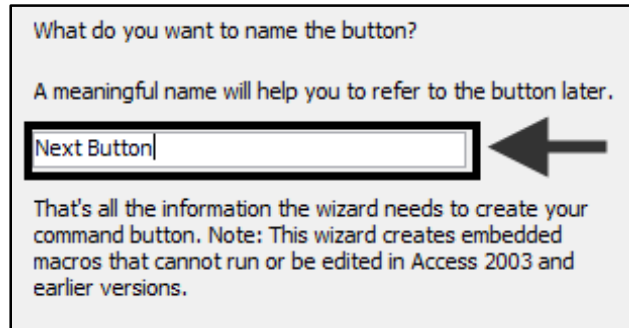 What do you want to name the button?
A meaningful name will help you to refer to the button later.
Next Button
That's all the information the wizard needs to create your
command button. Note: This wizard creates embedded
macros that cannot run or be edited in Access 2003 and
earlier versions.